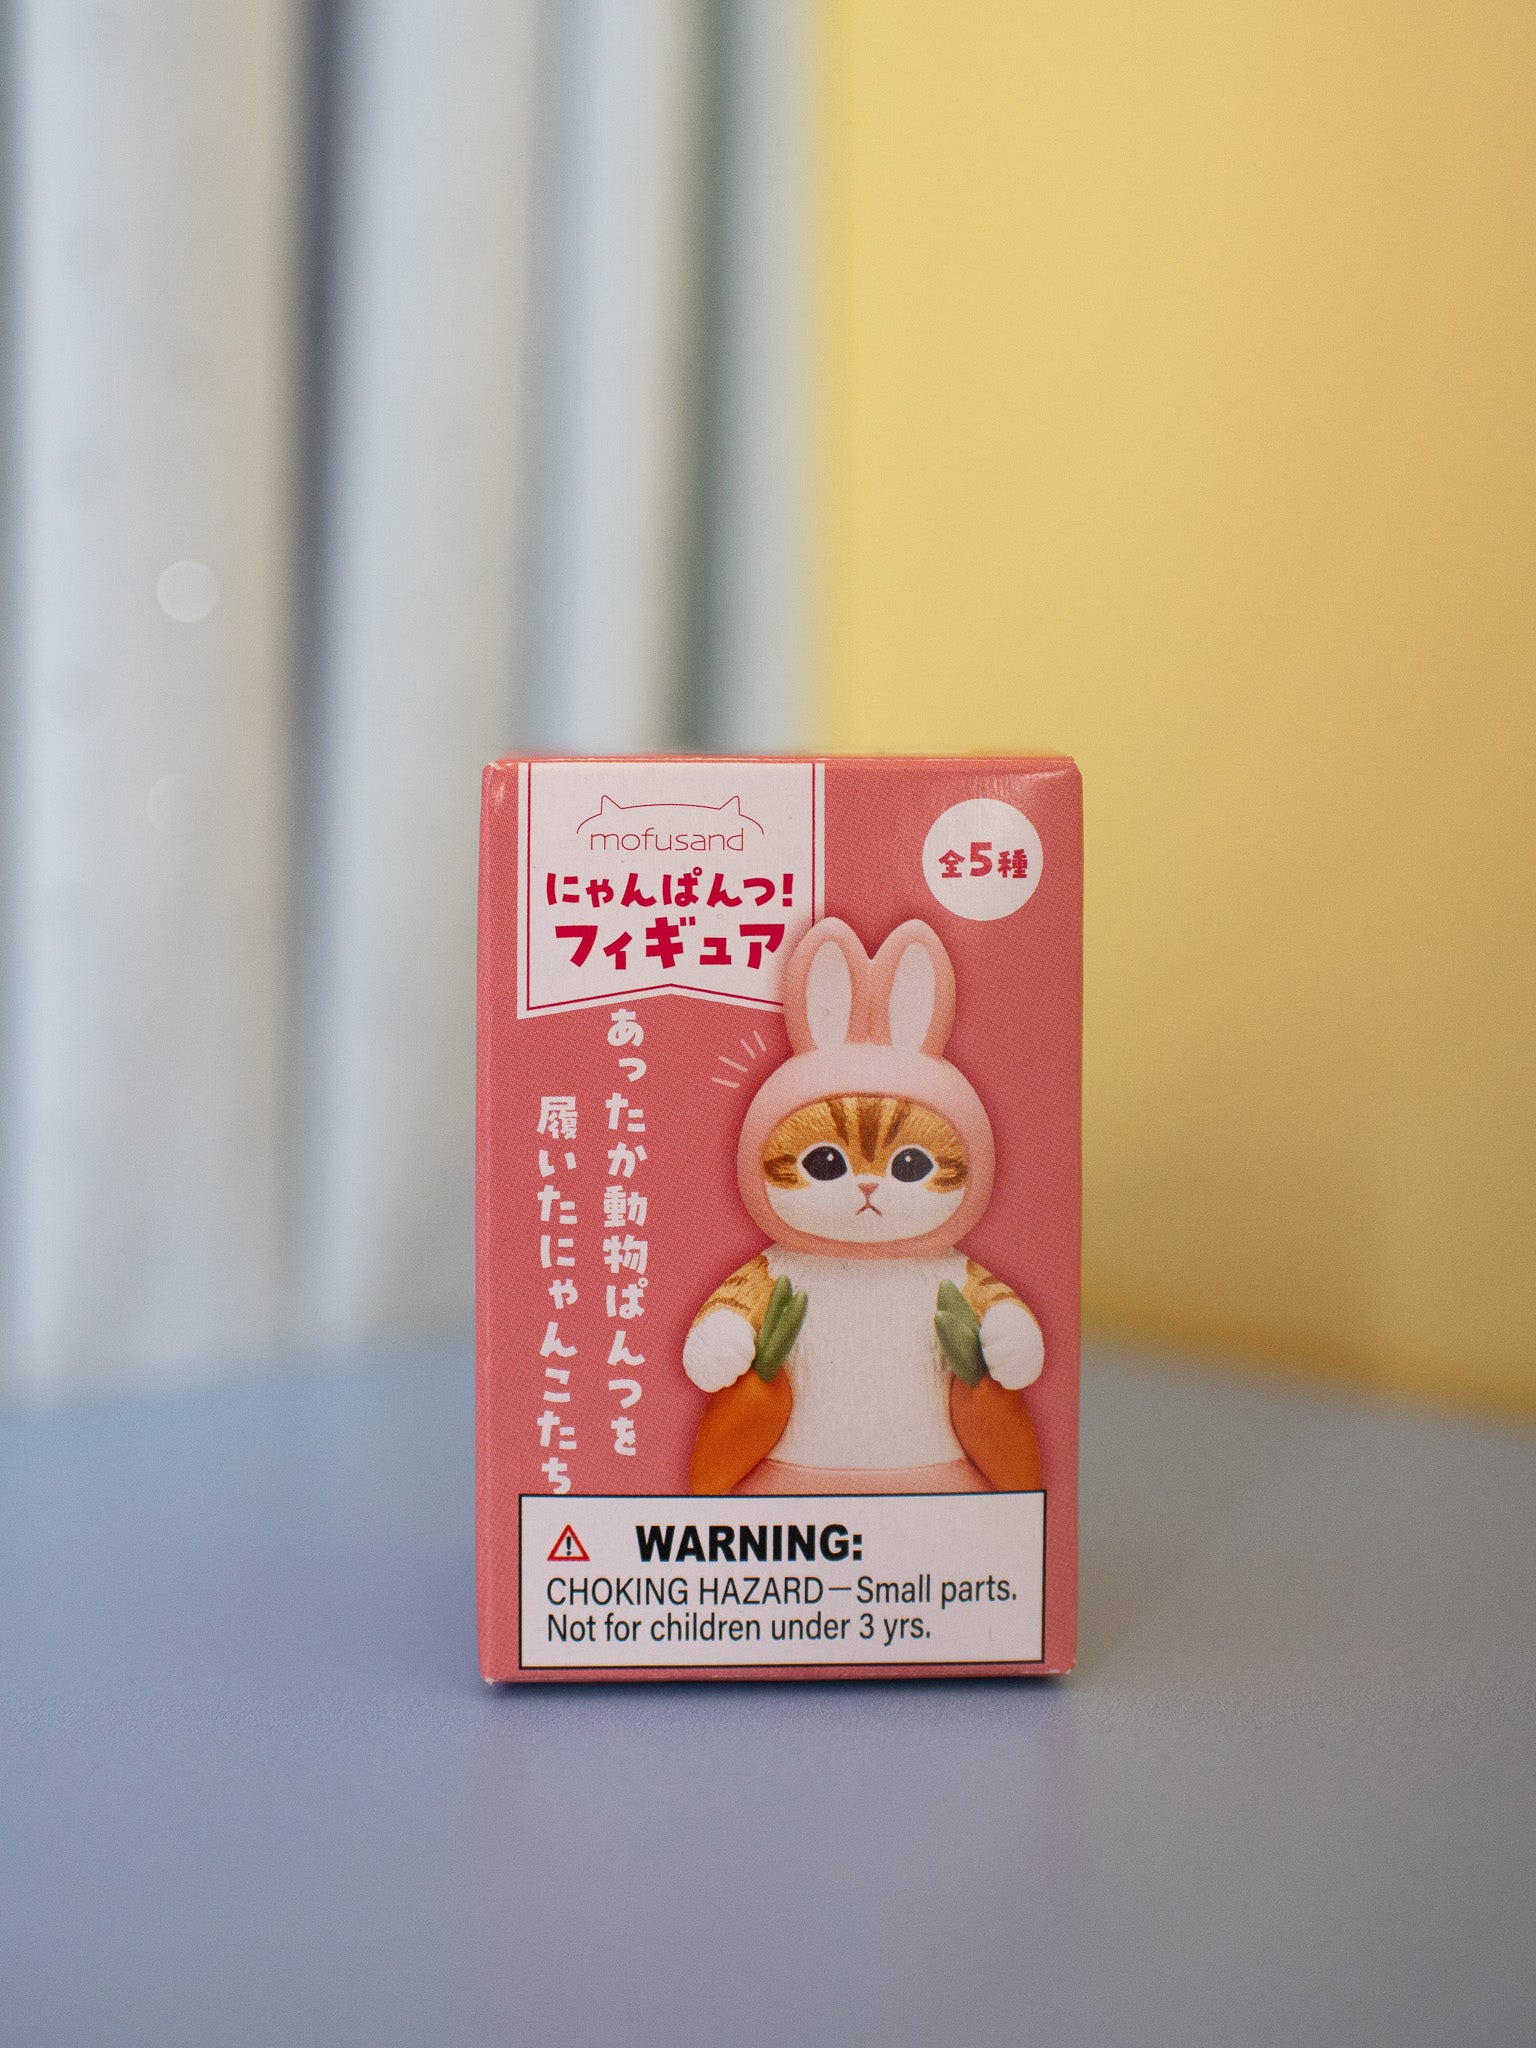 mofusand
にゃんぱんつ!
フィギュア
全5種
あったか動物ぱんつを
履いたにゃんこたち
WARNING:
CHOKING HAZARD—Small parts.
Not for children under 3 yrs.